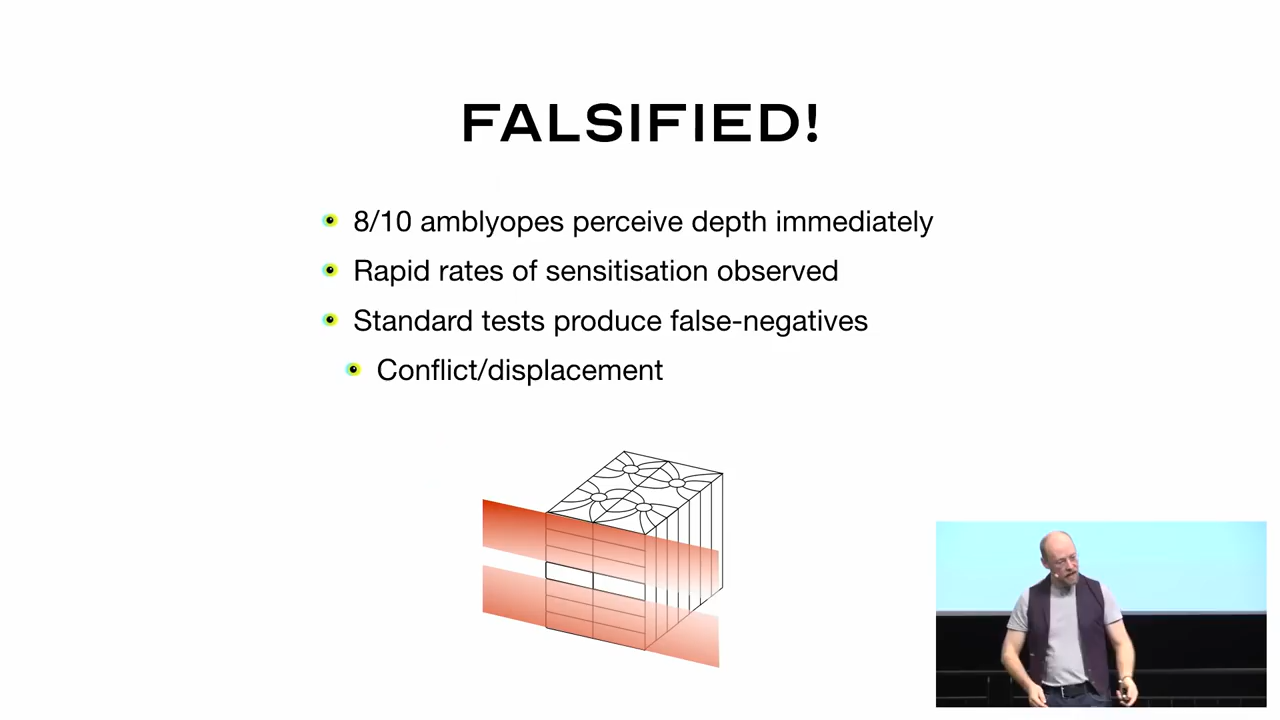 FALSIFIED!
8/10 amblyopes perceive depth immediately
Rapid rates of sensitisation observed
Standard tests produce false-negatives
Conflict/displacement